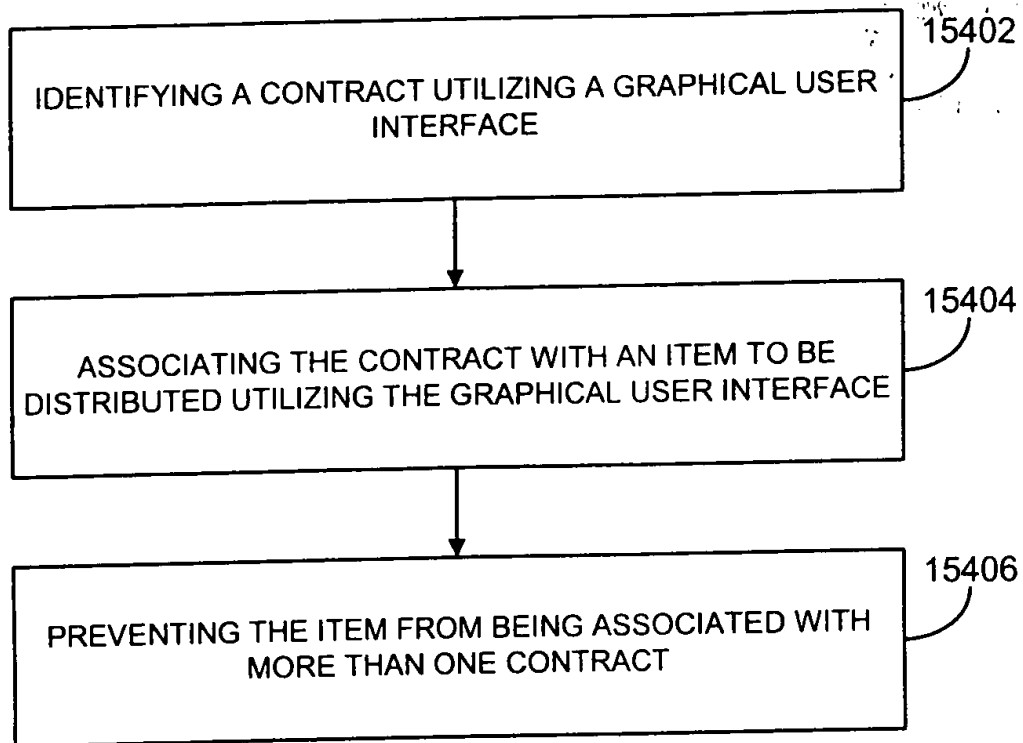 15402
IDENTIFYING A CONTRACT UTILIZING A GRAPHICAL USER
INTERFACE
15404
ASSOCIATING THE CONTRACT WITH AN ITEM TO BE
DISTRIBUTED UTILIZING THE GRAPHICAL USER INTERFACE
15406
PREVENTING THE ITEM FROM BEING ASSOCIATED WITH
MORE THAN ONE CONTRACT